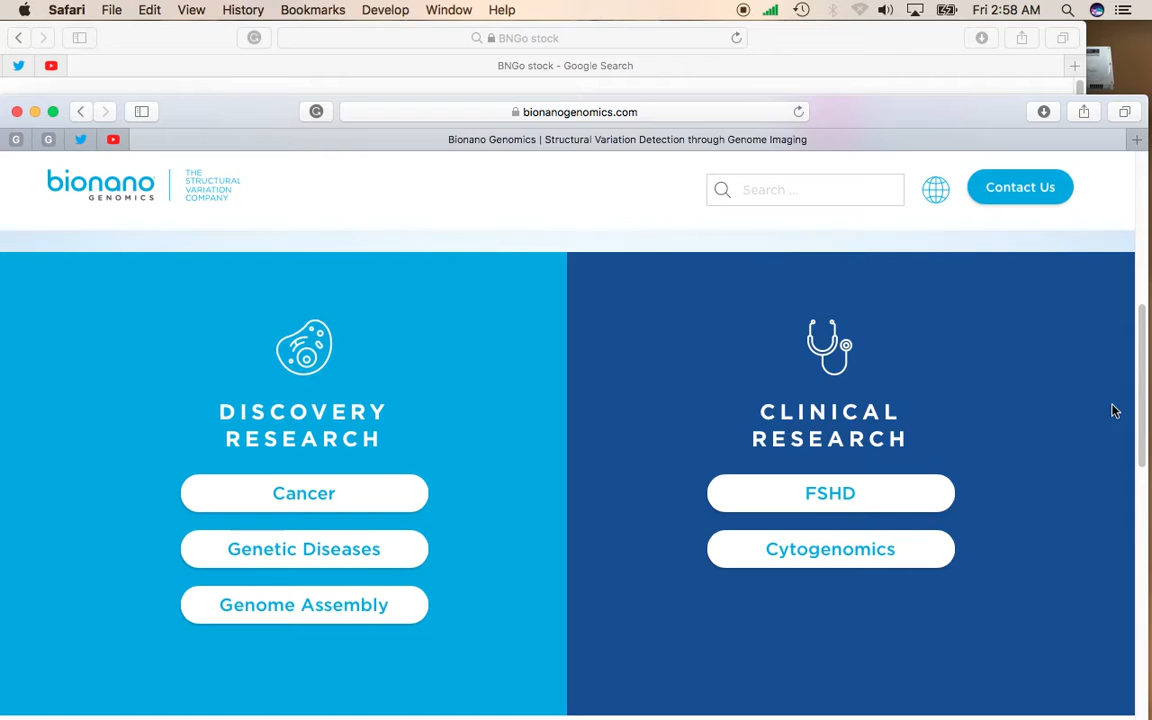 Safari File Edit View History Bookmarks Develop Window Help Fri 2:58 AM
BNGo stock
BNGo stock - Google Search
bionanogenomics.com
G G Bionano Genomics | Structural Variation Detection through Genome Imaging
bionano
GENOMICS
THE
STRUCTURAL
VARIATION
COMPANY
Search ...
Contact Us
DISCOVERY
RESEARCH
Cancer
Genetic Diseases
Genome Assembly
CLINICAL
RESEARCH
FSHD
Cytogenomics